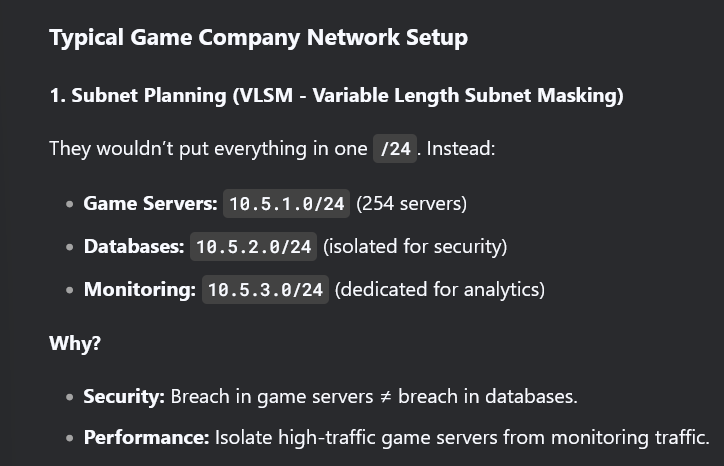 Typical Game Company Network Setup
1. Subnet Planning (VLSM - Variable Length Subnet Masking)
They wouldn’t put everything in one /24. Instead:
• Game Servers: 10.5.1.0/24 (254 servers)
• Databases: 10.5.2.0/24 (isolated for security)
• Monitoring: 10.5.3.0/24 (dedicated for analytics)
Why?
• Security: Breach in game servers ≠ breach in databases.
• Performance: Isolate high-traffic game servers from monitoring traffic.